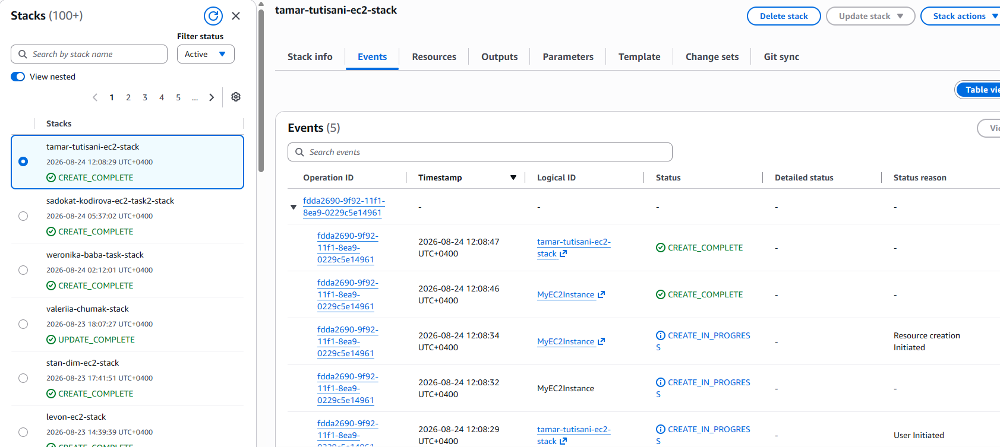 Stacks (100+)
Filter status
Search by stack name
Active
View nested
1 2 3 4 5 ...
Stacks
tamar-tutisani-ec2-stack
2026-08-24 12:08:29 UTC+0400
CREATE_COMPLETE
sadokat-kodirova-ec2-task2-stack
2026-08-24 05:37:02 UTC+0400
CREATE_COMPLETE
weronika-baba-task-stack
2026-08-24 02:12:01 UTC+0400
CREATE_COMPLETE
valeriia-chumak-stack
2026-08-23 18:07:27 UTC+0400
UPDATE_COMPLETE
stan-dim-ec2-stack
2026-08-23 17:41:51 UTC+0400
CREATE_COMPLETE
levon-ec2-stack
2026-08-23 14:39:39 UTC+0400
CREATE_COMPLETE
tamar-tutisani-ec2-stack
Delete stack Update stack Stack actions
Stack info Events Resources Outputs Parameters Template Change sets Git sync
Table vie
Events (5)
Vie
Search events
Operation ID Timestamp Logical ID Status Detailed status Status reason
fdda2690-9f92-11f1-
8ea9-0229c5e14961
- - - - -
fdda2690-9f92-
11f1-8ea9-
0229c5e14961
2026-08-24 12:08:47
UTC+0400
tamar-tutisani-ec2-
stack
CREATE_COMPLETE
- -
fdda2690-9f92-
11f1-8ea9-
0229c5e14961
2026-08-24 12:08:46
UTC+0400
MyEC2Instance
CREATE_COMPLETE
- -
fdda2690-9f92-
11f1-8ea9-
0229c5e14961
2026-08-24 12:08:34
UTC+0400
MyEC2Instance
CREATE_IN_PROGRES
S
-
Resource creation
Initiated
fdda2690-9f92-
11f1-8ea9-
0229c5e14961
2026-08-24 12:08:32
UTC+0400
MyEC2Instance
CREATE_IN_PROGRES
S
- -
fdda2690-9f92-
11f1-8ea9-
0229c5e14961
2026-08-24 12:08:29
UTC+0400
tamar-tutisani-ec2-
stack
CREATE_IN_PROGRES
S
-
User Initiated